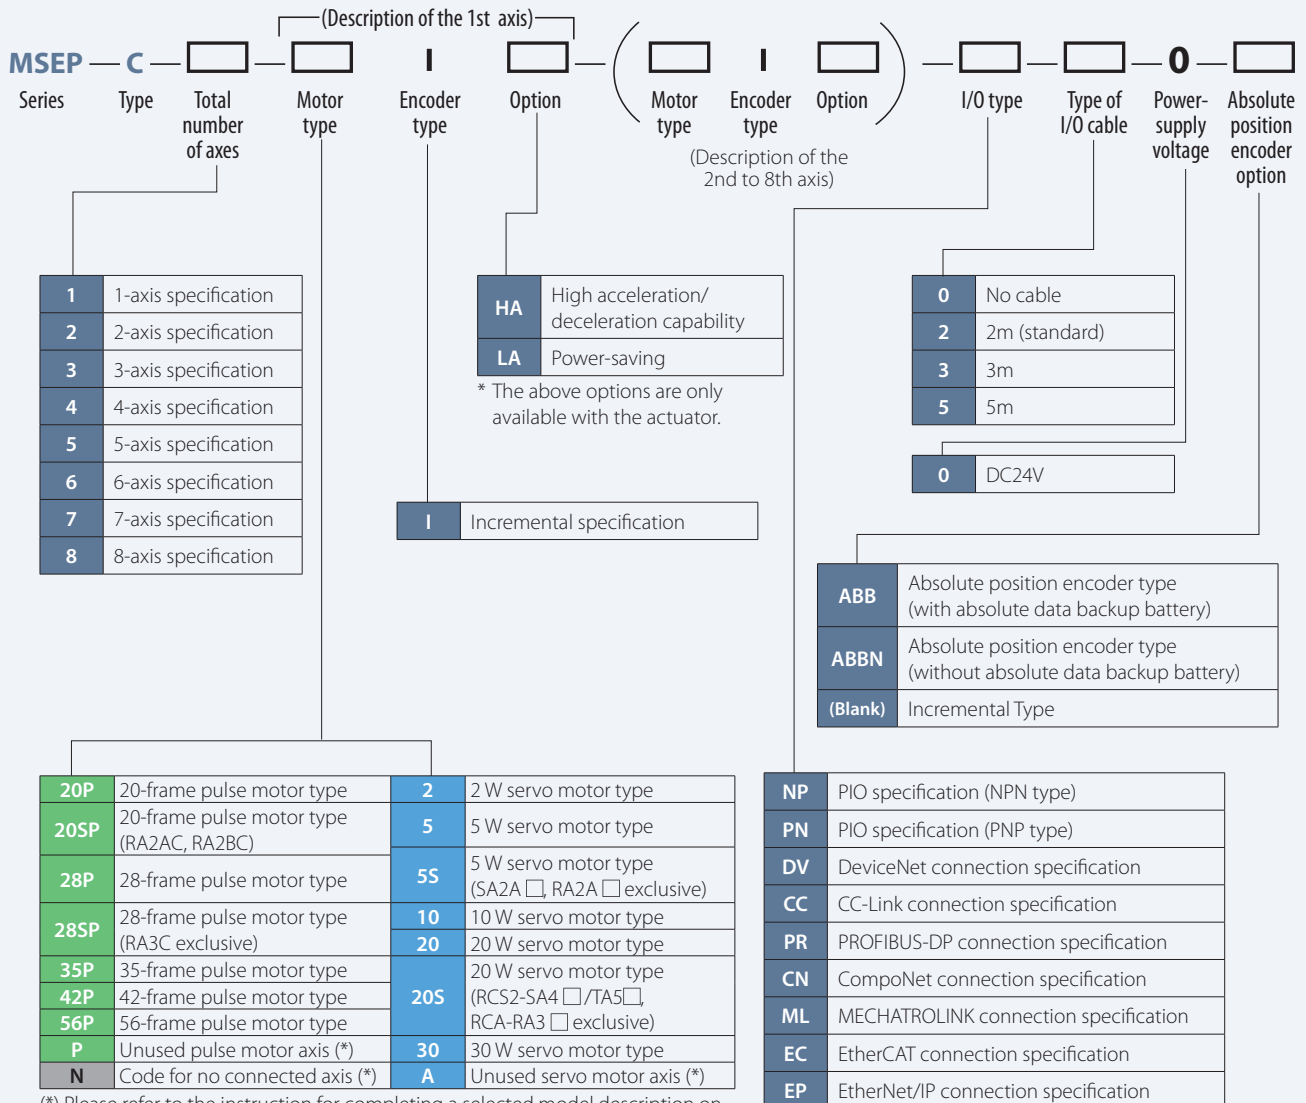 (Description of the 1st axis)
MSEP — C — — I — ( I ) — — — 0 —
Series Type Total number of axes Motor type Encoder type Option Motor type Encoder type Option I/O type Type of I/O cable Power-supply voltage Absolute position encoder option
(Description of the
2nd to 8th axis)
1 1-axis specification
2 2-axis specification
3 3-axis specification
4 4-axis specification
5 5-axis specification
6 6-axis specification
7 7-axis specification
8 8-axis specification
HA High acceleration/
deceleration capability
LA Power-saving
* The above options are only
available with the actuator.
I Incremental specification
0 No cable
2 2m (standard)
3 3m
5 5m
0 DC24V
ABB Absolute position encoder type
(with absolute data backup battery)
ABBN Absolute position encoder type
(without absolute data backup battery)
(Blank) Incremental Type
20P 20-frame pulse motor type
20SP 20-frame pulse motor type
(RA2AC, RA2BC)
28P 28-frame pulse motor type
28SP 28-frame pulse motor type
(RA3C exclusive)
35P 35-frame pulse motor type
42P 42-frame pulse motor type
56P 56-frame pulse motor type
P Unused pulse motor axis (*)
N Code for no connected axis (*)
2 2 W servo motor type
5 5 W servo motor type
5S 5 W servo motor type
(SA2A □, RA2A □ exclusive)
10 10 W servo motor type
20 20 W servo motor type
20S 20 W servo motor type
(RCS2-SA4 □ /TA5□,
RCA-RA3 □ exclusive)
30 30 W servo motor type
A Unused servo motor axis (*)
(*) Please refer to the instruction for completing a selected model description on
NP PIO specification (NPN type)
PN PIO specification (PNP type)
DV DeviceNet connection specification
CC CC-Link connection specification
PR PROFIBUS-DP connection specification
CN CompoNet connection specification
ML MECHATROLINK connection specification
EC EtherCAT connection specification
EP EtherNet/IP connection specification